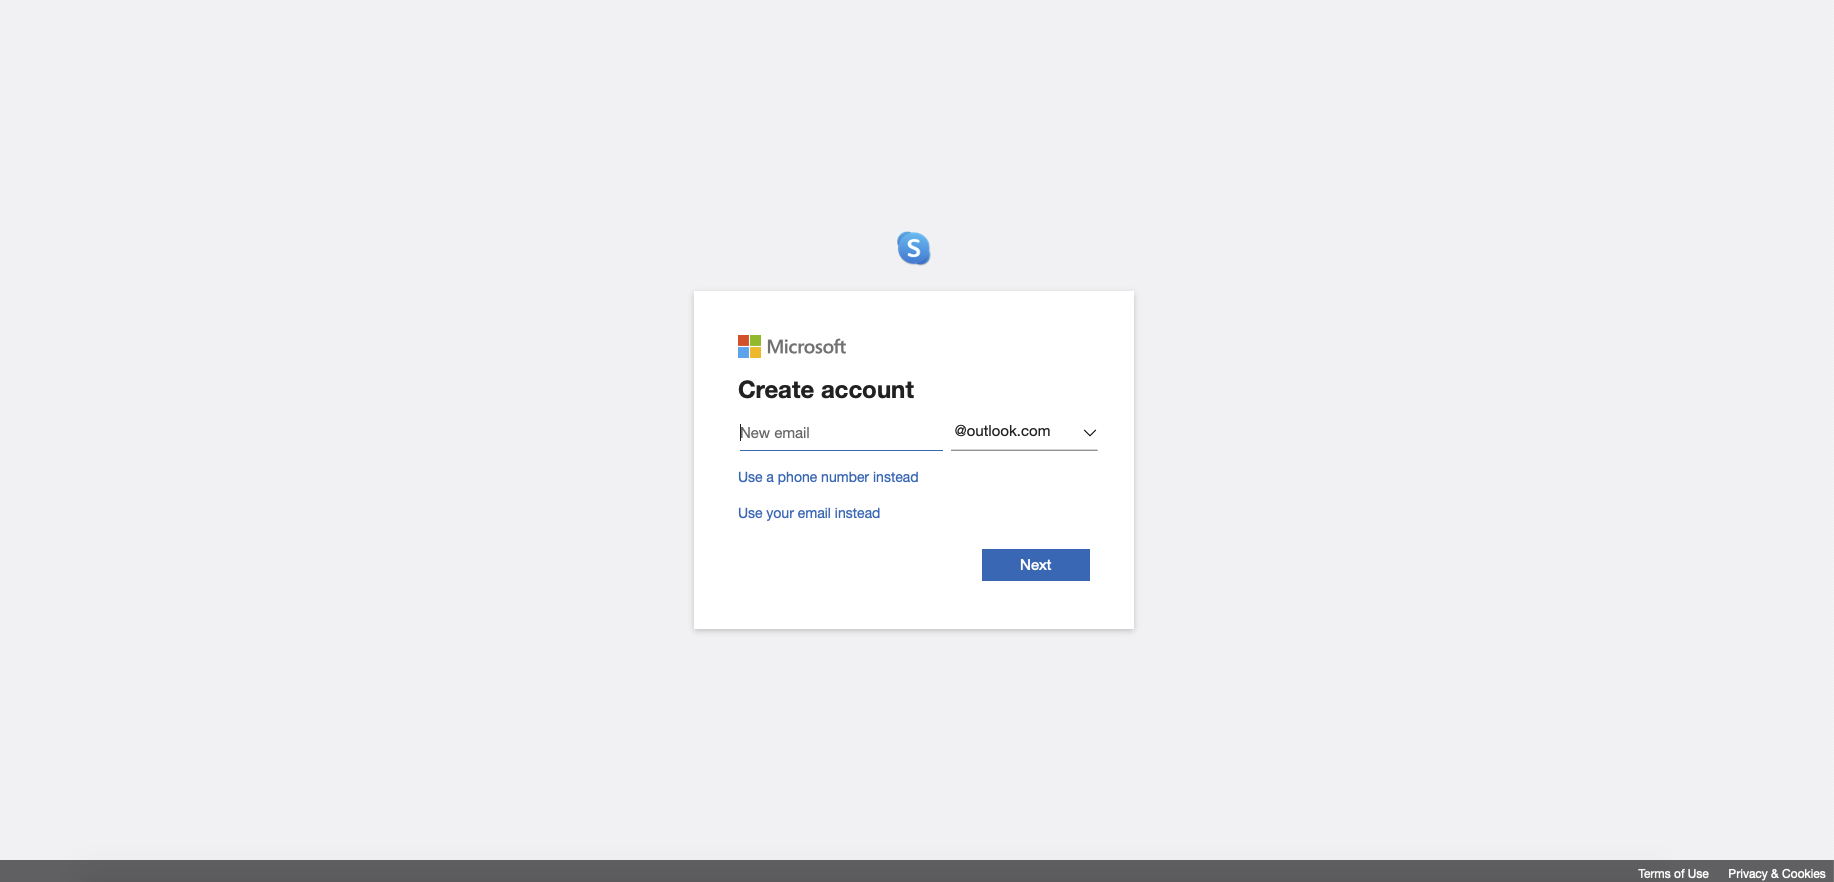 S
Microsoft
Create account
New email @outlook.com
Use a phone number instead
Use your email instead
Next
Terms of Use Privacy & Cookies